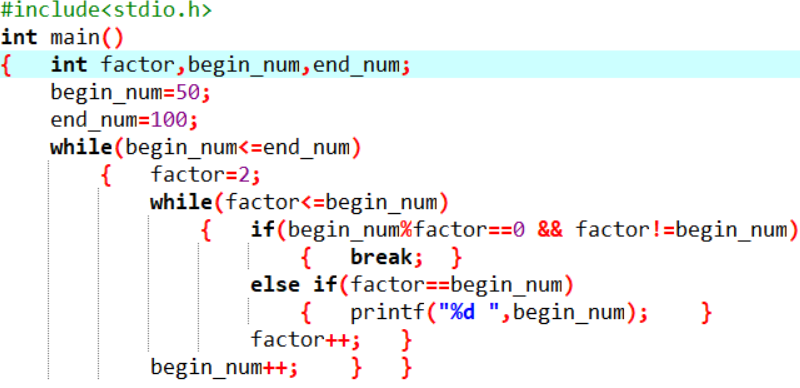 #include<stdio.h>
int main()
{   int factor,begin_num,end_num;
    begin_num=50;
    end_num=100;
    while(begin_num<=end_num)
        {   factor=2;
            while(factor<=begin_num)
                {   if(begin_num%factor==0 && factor!=begin_num)
                        {   break;  }
                    else if(factor==begin_num)
                        {   printf("%d ",begin_num);    }
                    factor++;   }
            begin_num++;    }   }